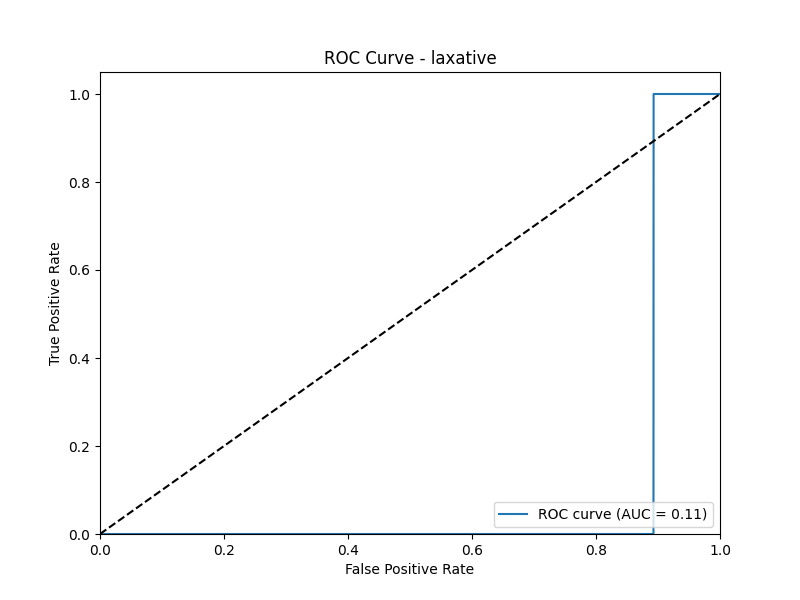 ROC Curve - laxative
True Positive Rate
1.0
0.8
0.6
0.4
0.2
0.0
0.0 0.2 0.4 0.6 0.8 1.0
False Positive Rate
ROC curve (AUC = 0.11)